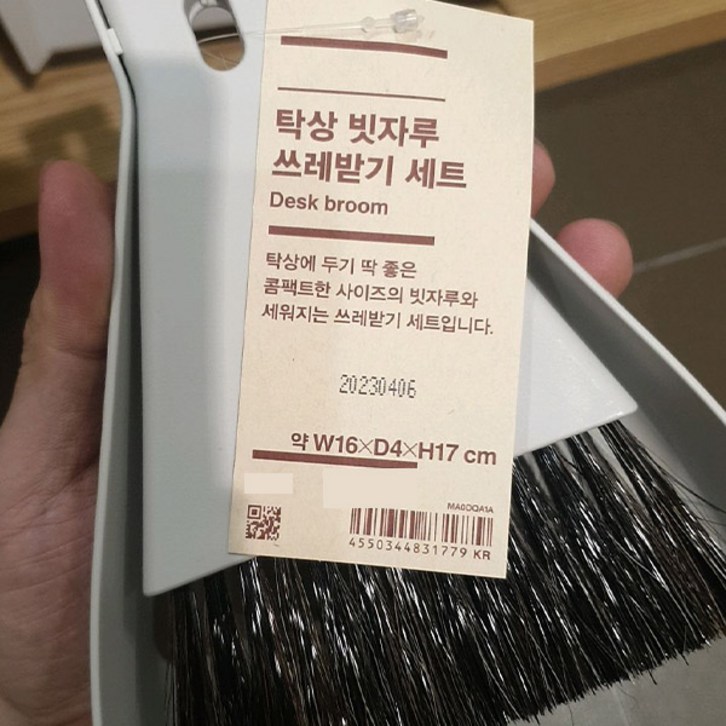 탁상 빗자루
쓰레받기 세트
Desk broom
탁상에 두기 딱 좋은
콤팩트한 사이즈의 빗자루와
세워지는 쓰레받기 세트입니다.
20230406
약 W16×D4×H17 cm
MA0DQA1A
4550344831779 KR